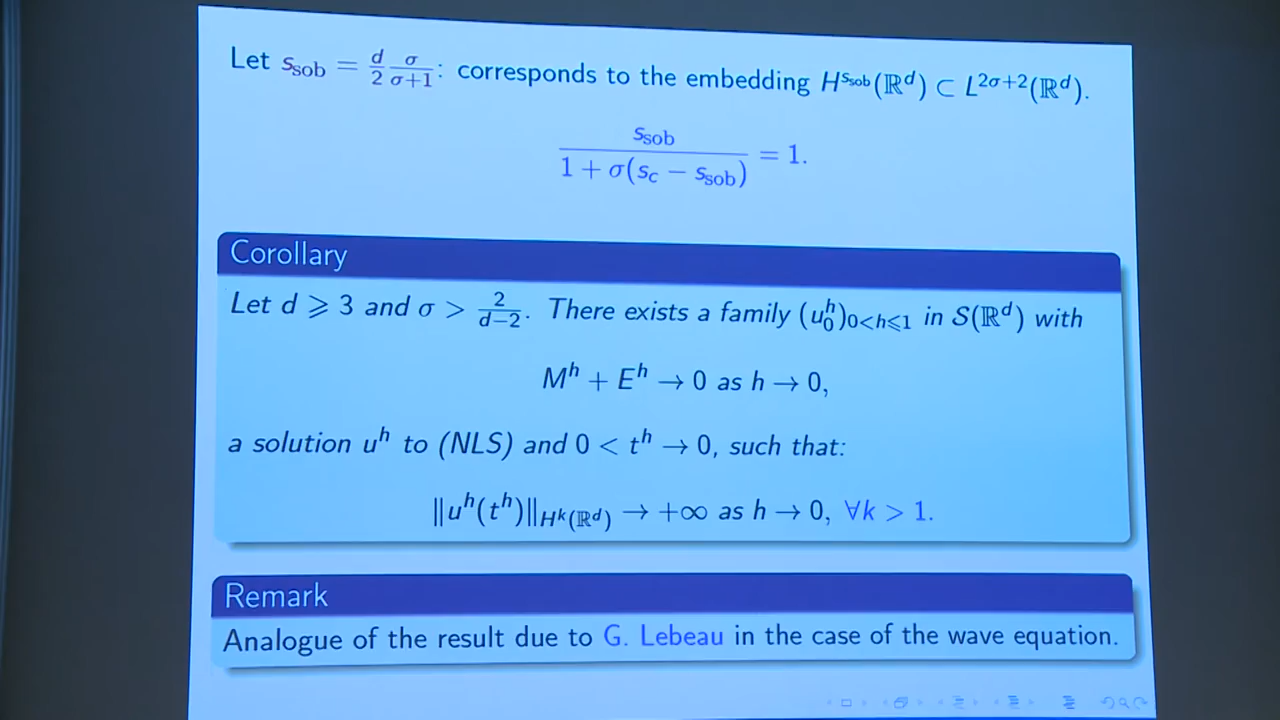 Let s_sob = d/2 σ/(σ+1): corresponds to the embedding H^{s_sob}(ℝ^d) ⊂ L^{2σ+2}(ℝ^d).
s_sob / (1 + σ(s_c − s_sob)) = 1.
Corollary
Let d ⩾ 3 and σ > 2/(d−2). There exists a family (u_0^h)_{0<h⩽1} in S(ℝ^d) with
M^h + E^h → 0 as h → 0,
a solution u^h to (NLS) and 0 < t^h → 0, such that:
‖u^h(t^h)‖_{H^k(ℝ^d)} → +∞ as h → 0, ∀k > 1.
Remark
Analogue of the result due to G. Lebeau in the case of the wave equation.